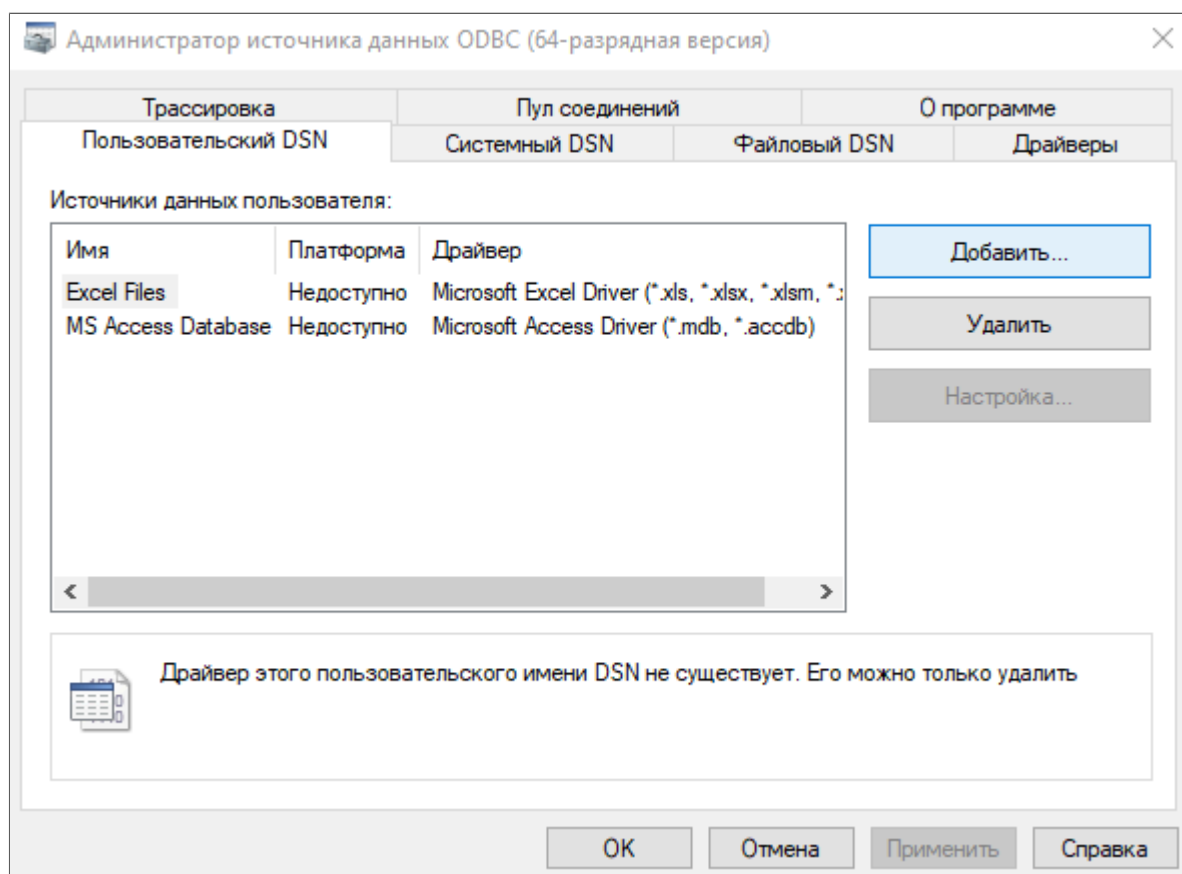 Администратор источника данных ODBC (64-разрядная версия)
Трассировка Пул соединений О программе
Пользовательский DSN Системный DSN Файловый DSN Драйверы
Источники данных пользователя:
Имя Платформа Драйвер
Добавить...
Excel Files Недоступно Microsoft Excel Driver (*.xls, *.xlsx, *.xlsm, *.
MS Access Database Недоступно Microsoft Access Driver (*.mdb, *.accdb)
Удалить
Настройка...
Драйвер этого пользовательского имени DSN не существует. Его можно только удалить
OK Отмена Применить Справка